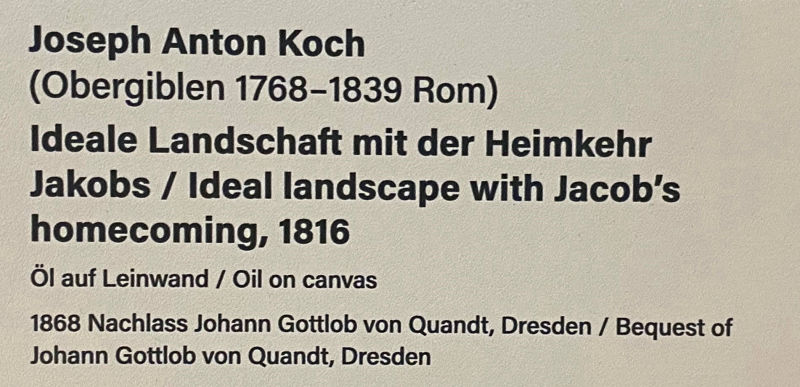 Joseph Anton Koch
(Obergiblen 1768–1839 Rom)
Ideale Landschaft mit der Heimkehr
Jakobs / Ideal landscape with Jacob’s
homecoming, 1816
Öl auf Leinwand / Oil on canvas
1868 Nachlass Johann Gottlob von Quandt, Dresden / Bequest of
Johann Gottlob von Quandt, Dresden